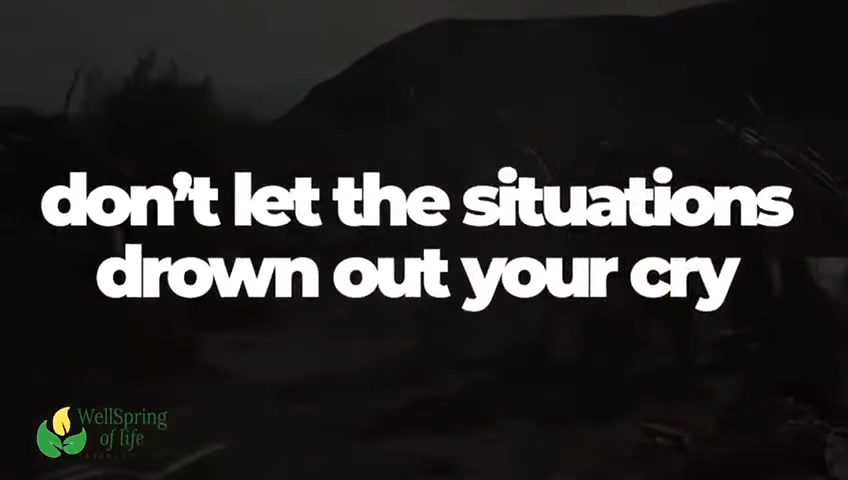 don't let the situations
drown out your cry
WellSpring
of life